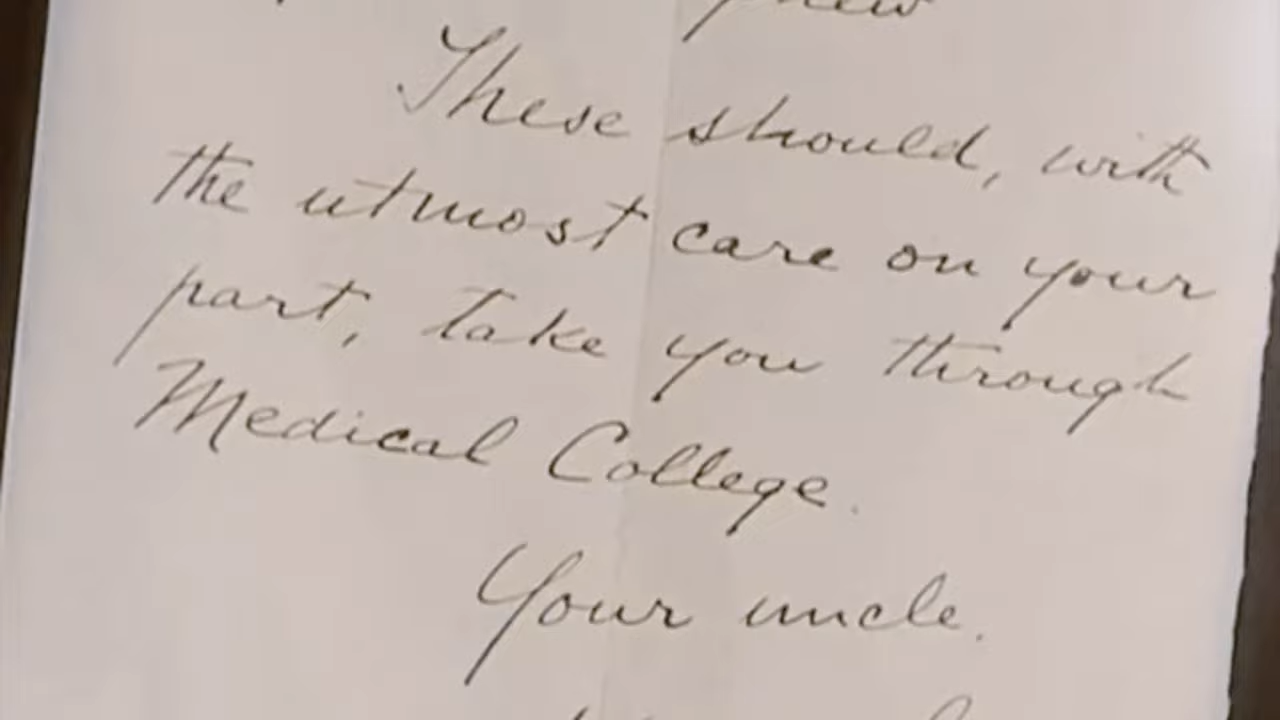 These should, with
the utmost care on your
part, take you through
Medical College.
Your uncle.